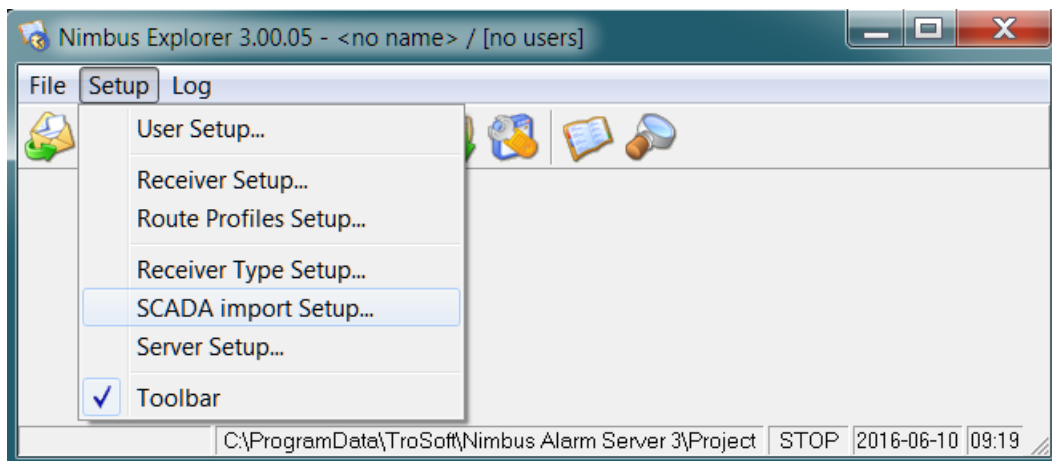 Nimbus Explorer 3.00.05 - <no name> / [no users]
File Setup Log
User Setup...
Receiver Setup...
Route Profiles Setup...
Receiver Type Setup...
SCADA import Setup...
Server Setup...
Toolbar
C:\ProgramData\TroSoft\Nimbus Alarm Server 3\Project STOP 2016-06-10 09:19